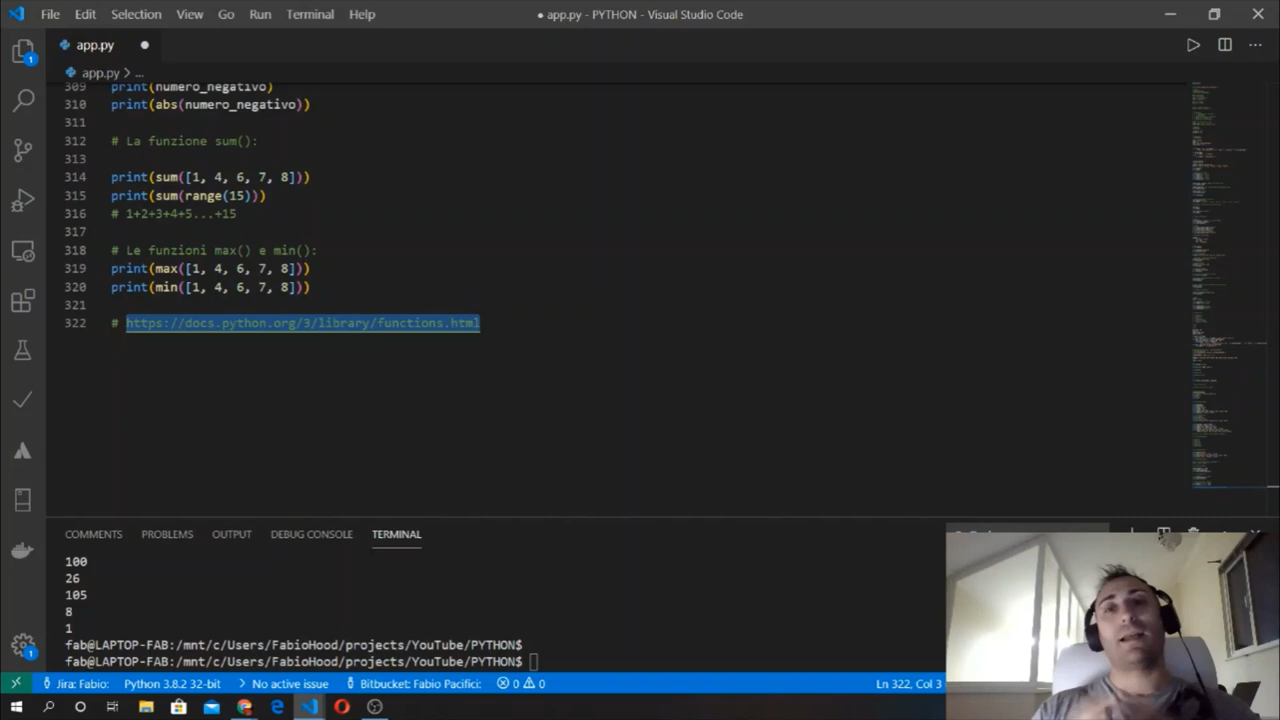 File Edit Selection View Go Run Terminal Help
● app.py - PYTHON - Visual Studio Code
app.py
app.py > ...
309 print(numero_negativo)
310 print(abs(numero_negativo))
311
312 # La funzione sum():
313
314 print(sum([1, 4, 6, 7, 8]))
315 print(sum(range(15)))
316 # 1+2+3+4+5...+15
317
318 # Le funzioni max() e min():
319 print(max([1, 4, 6, 7, 8]))
320 print(min([1, 4, 6, 7, 8]))
321
322 # https://docs.python.org/3/library/functions.html
COMMENTS PROBLEMS OUTPUT DEBUG CONSOLE TERMINAL
100
26
105
8
1
fab@LAPTOP-FAB:/mnt/c/Users/FabioHood/projects/YouTube/PYTHON$
fab@LAPTOP-FAB:/mnt/c/Users/FabioHood/projects/YouTube/PYTHON$
1
1
Jira: Fabio: Python 3.8.2 32-bit > No active issue Bitbucket: Fabio Pacifici: 0 0 Ln 322, Col 3